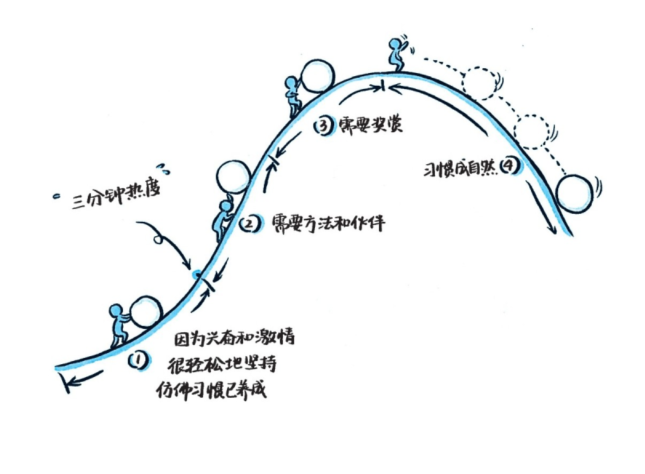 ③需要奖赏
习惯成自然④
"三分钟热度"
②需要方法和伙伴
①因为兴奋和激情
很轻松地坚持
仿佛习惯已养成